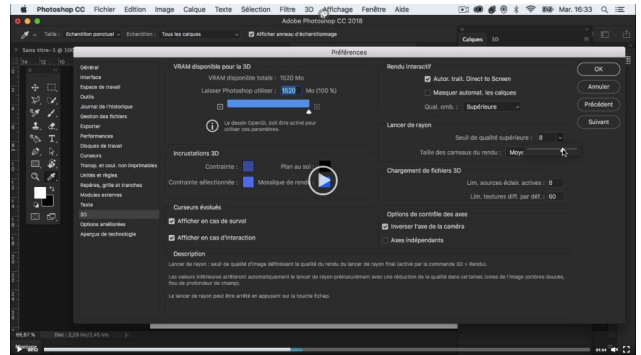 Photoshop CC Fichier Edition Image Calque Texte Sélection Filtre 3D Affichage Fenêtre Aide
Mar. 16:33
Adobe Photoshop CC 2018
Taille : Echantillon ponctuel Echantillon : Tous les calques Afficher anneau d'échantillonnage
Calques 3D
Préférences
Général
Interface
Espace de travail
Outils
Journal de l'historique
Gestion des fichiers
Exporter
Performances
Disques de travail
Curseurs
Transp. et coul. non imprimables
Unités et règles
Repères, grille et tranches
Modules externes
Texte
3D
Options améliorées
Aperçus de technologie
VRAM disponible pour la 3D
VRAM disponible totale : 1520 Mo
Laisser Photoshop utiliser : 1520 Mo (100 %)
Le dessin OpenGL doit être activé pour
utiliser ces paramètres.
Incrustations 3D
Contrainte : Plan au sol :
Contrainte sélectionnée : Mosaïque de rendu
Curseurs évolués
Afficher en cas de survol
Afficher en cas d'interaction
Rendu interactif
Autor. trait. Direct to Screen
Masquer automat. les calques
Qual. omb. : Supérieure
Lancer de rayon
Seuil de qualité supérieure : 8
Taille des carreaux du rendu :
Chargement de fichiers 3D
Lim. sources éclair. actives : 8
Lim. textures diff. par déf. : 60
Options de contrôle des axes
Inverser l'axe de la caméra
Axes indépendants
OK
Annuler
Précédent
Suivant
Description
Lancer de rayon : seuil de qualité d'image définissant la qualité du rendu du lancer de rayon final (activé par la commande 3D > Rendu).
Les valeurs inférieures arrêteront automatiquement le lancer de rayon prématurément avec une réduction de la qualité dans certaines zones de l'image (ombres douces,
flou de profondeur de champ).
Le lancer de rayon peut être arrêté en appuyant sur la touche Echap.
66,67 %